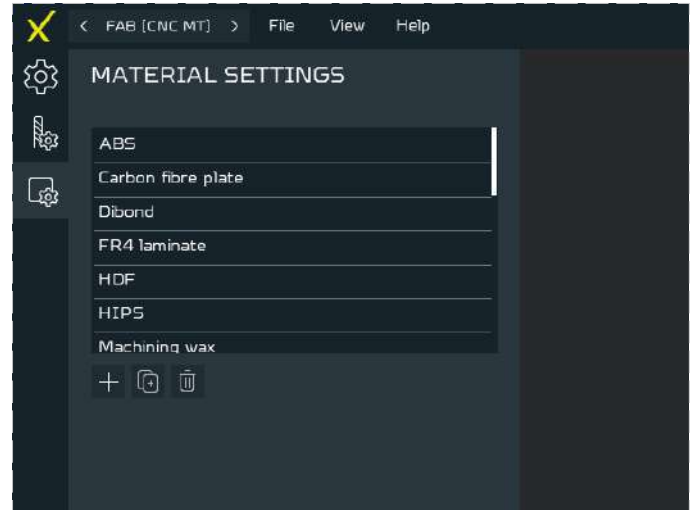 < FAB [CNC MT] > File View Help
MATERIAL SETTINGS
ABS
Carbon fibre plate
Dibond
FR4 laminate
HDF
HIPS
Machining wax